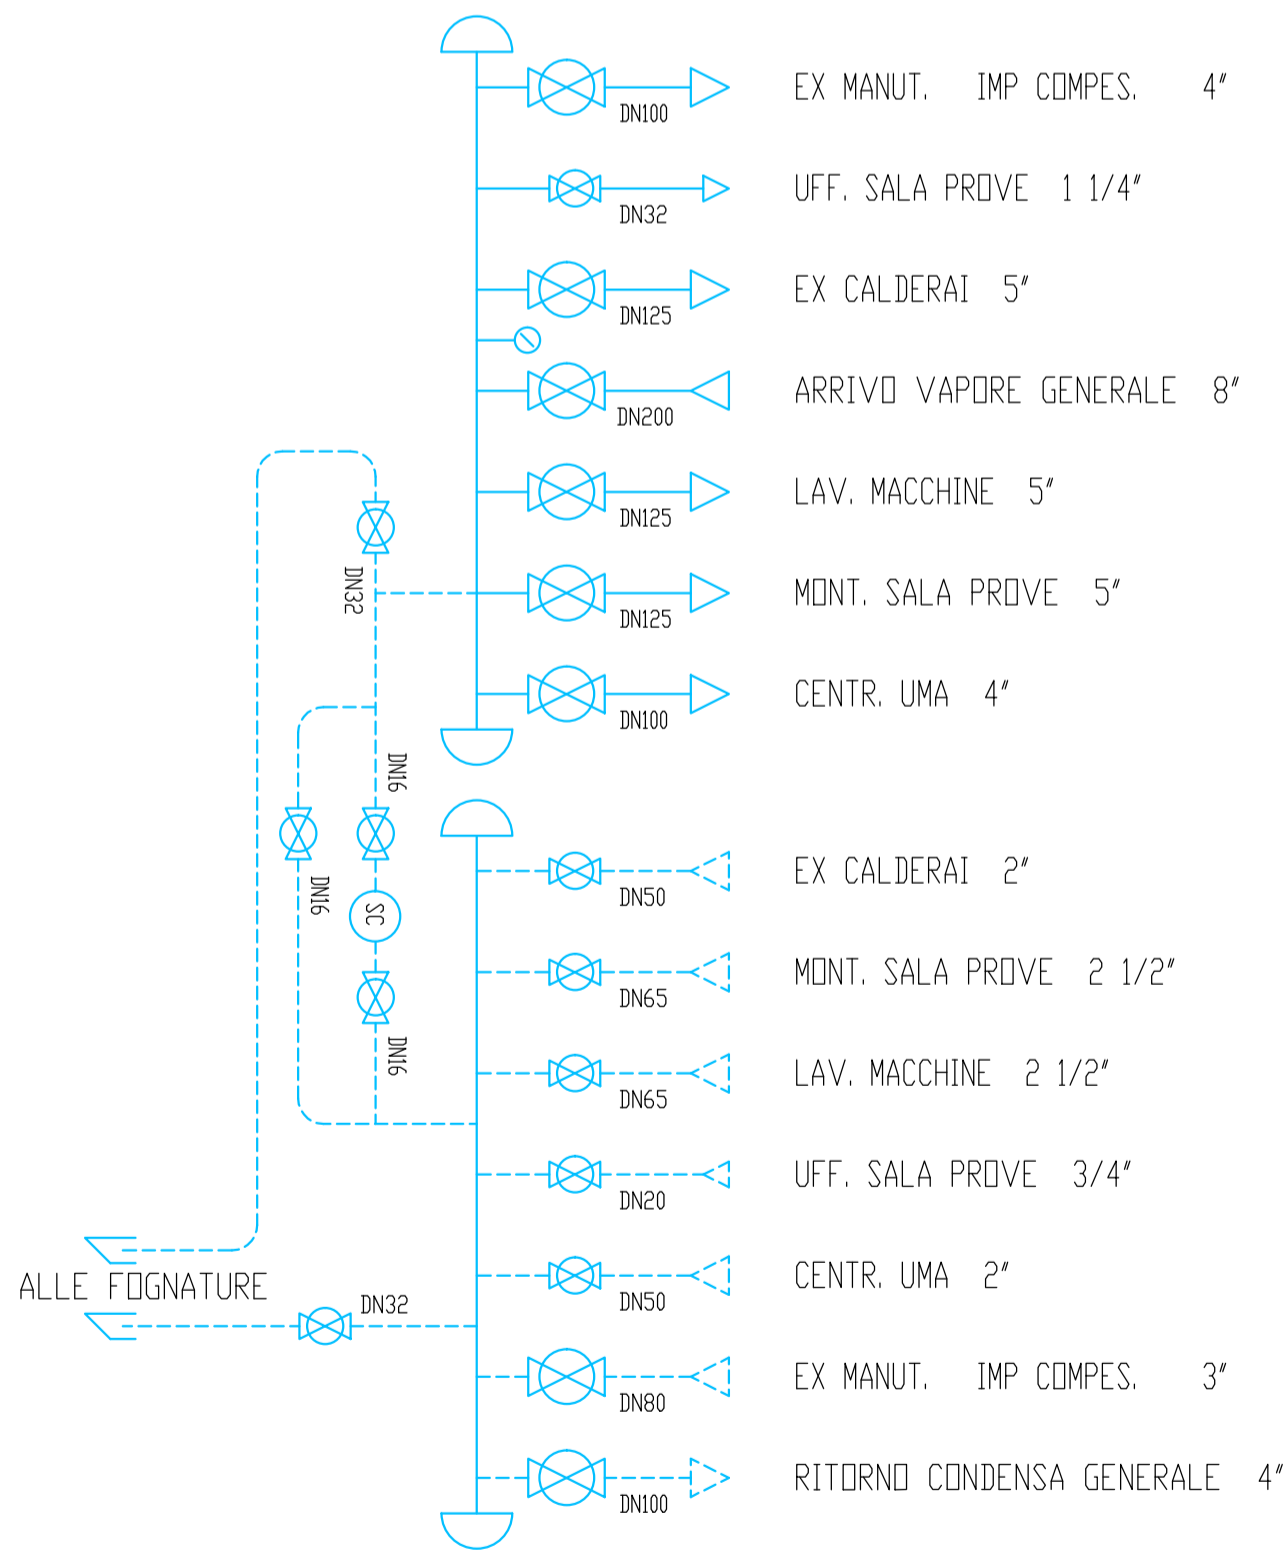 EX MANUT. IMP COMPES. 4"
DN100
UFF. SALA PROVE 1 1/4"
DN32
EX CALDERAI 5"
DN125
ARRIVO VAPORE GENERALE 8"
DN200
LAV. MACCHINE 5"
DN125
DN32
MONT. SALA PROVE 5"
DN125
CENTR. UMA 4"
DN100
DN16
EX CALDERAI 2"
DN50
DN16
SC
MONT. SALA PROVE 2 1/2"
DN65
DN16
LAV. MACCHINE 2 1/2"
DN65
UFF. SALA PROVE 3/4"
DN20
ALLE FOGNATURE
CENTR. UMA 2"
DN50
DN32
EX MANUT. IMP COMPES. 3"
DN80
RITORNO CONDENSA GENERALE 4"
DN100